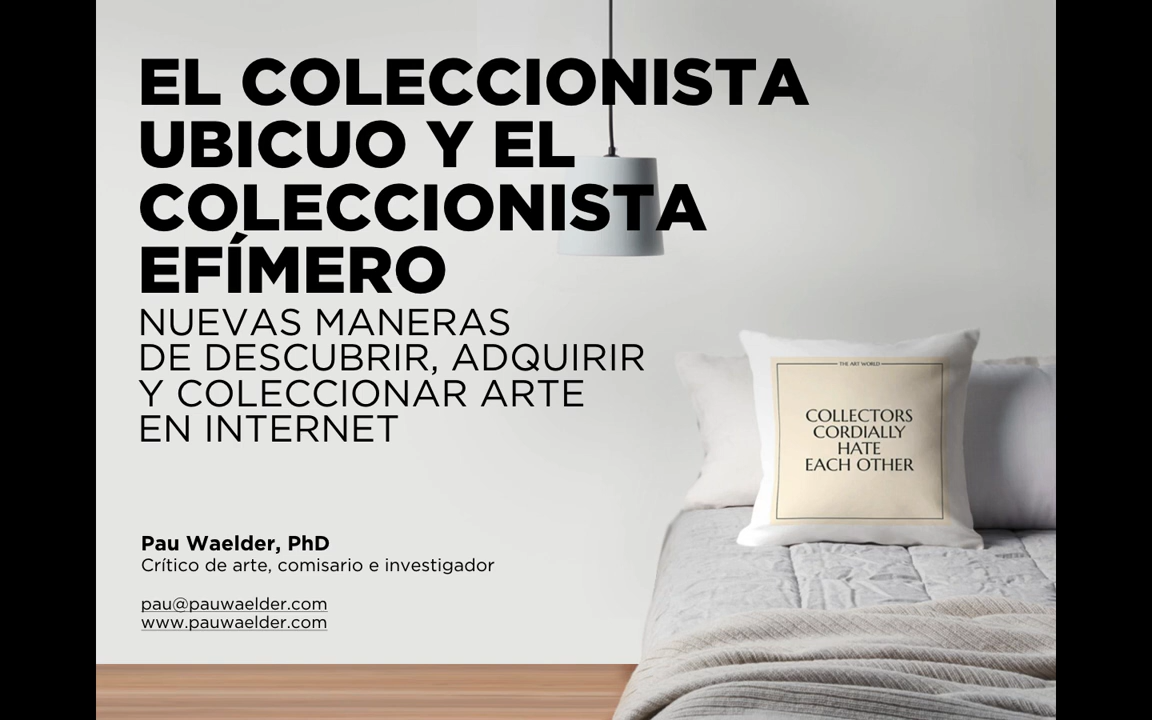 EL COLECCIONISTA
UBICUO Y EL
COLECCIONISTA
EFÍMERO
NUEVAS MANERAS
DE DESCUBRIR, ADQUIRIR
Y COLECCIONAR ARTE
EN INTERNET
Pau Waelder, PhD
Crítico de arte, comisario e investigador
pau@pauwaelder.com
www.pauwaelder.com
THE ART WORLD
COLLECTORS
CORDIALLY
HATE
EACH OTHER